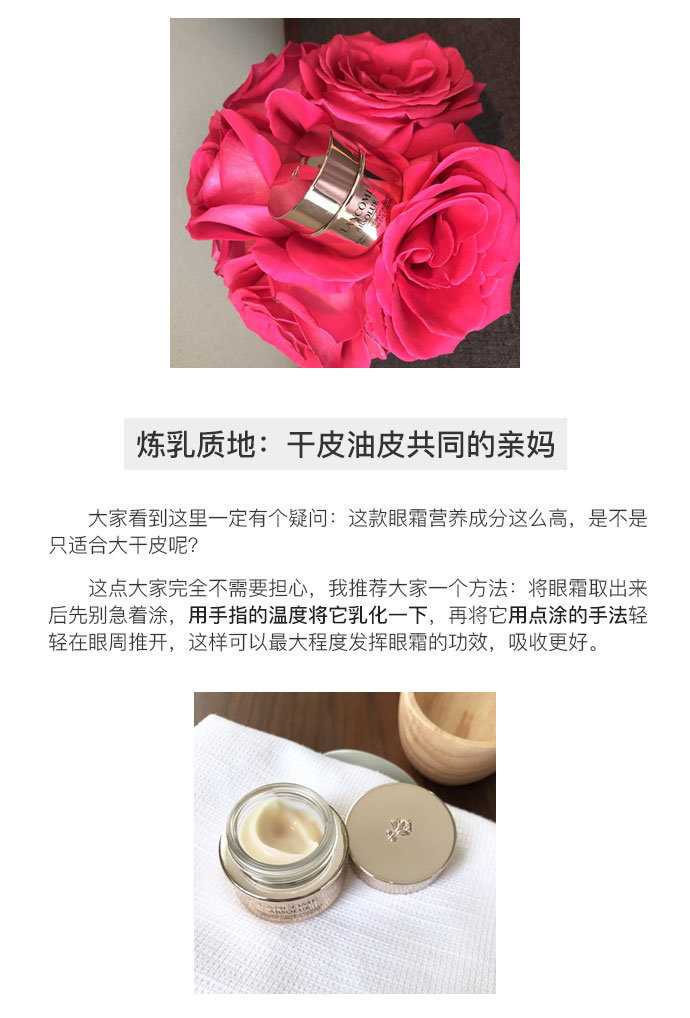 LANCOME
ABSOLUE
炼乳质地：干皮油皮共同的亲妈
大家看到这里一定有个疑问：这款眼霜营养成分这么高，是不是
只适合大干皮呢？
这点大家完全不需要担心，我推荐大家一个方法：将眼霜取出来
后先别急着涂，用手指的温度将它乳化一下，再将它用点涂的手法轻
轻在眼周推开，这样可以最大程度发挥眼霜的功效，吸收更好。
ABSOLUE